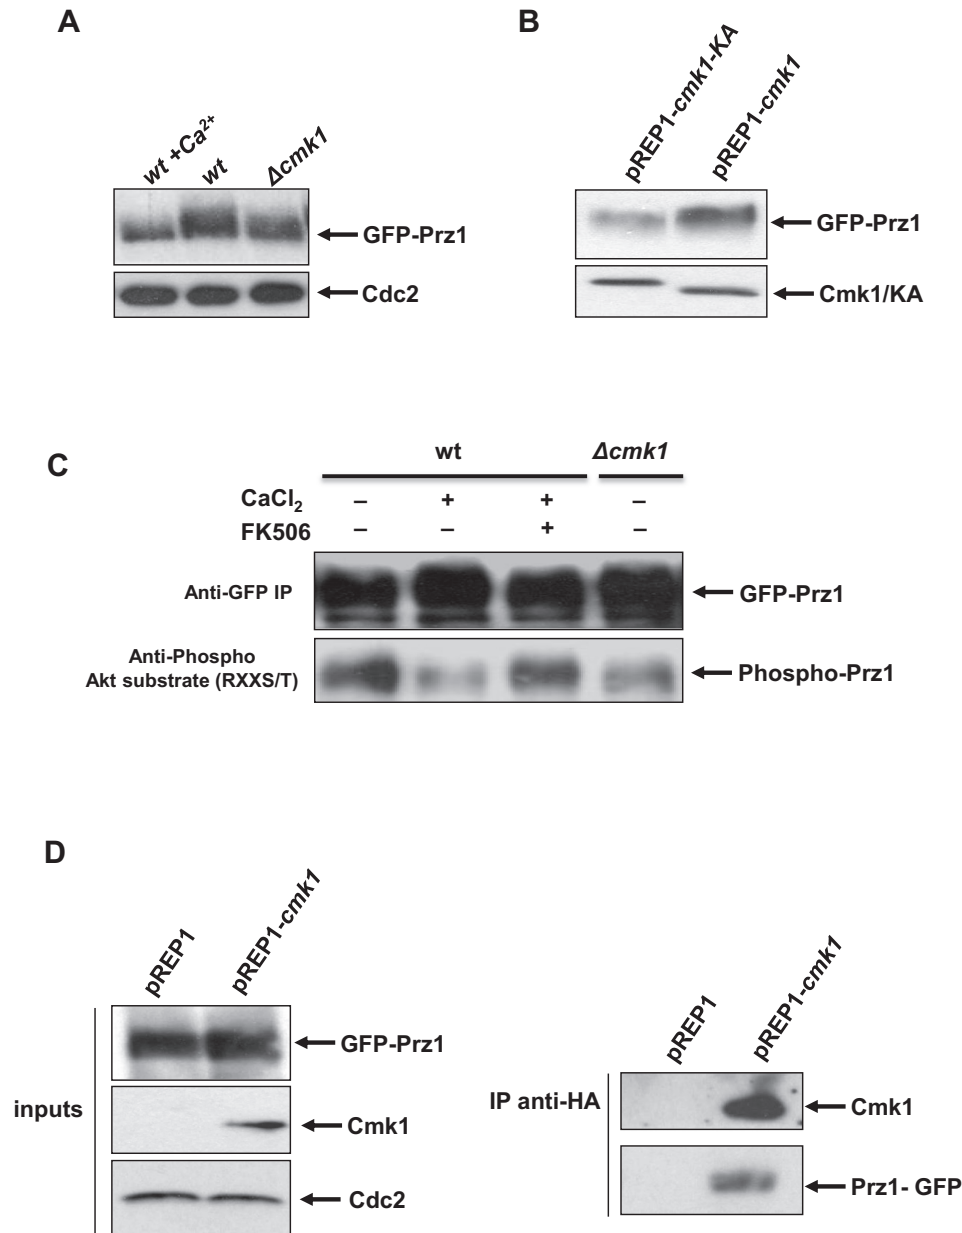 A
wt +Ca²⁺ wt Δcmk1
GFP-Prz1
Cdc2
B
pREP1-cmk1-KA pREP1-cmk1
GFP-Prz1
Cmk1/KA
C
wt Δcmk1
CaCl₂ – + + –
FK506 – – + –
Anti-GFP IP
GFP-Prz1
Anti-Phospho
Akt substrate (RXXS/T)
Phospho-Prz1
D
pREP1 pREP1-cmk1
inputs
GFP-Prz1
Cmk1
Cdc2
pREP1 pREP1-cmk1
IP anti-HA
Cmk1
Prz1- GFP